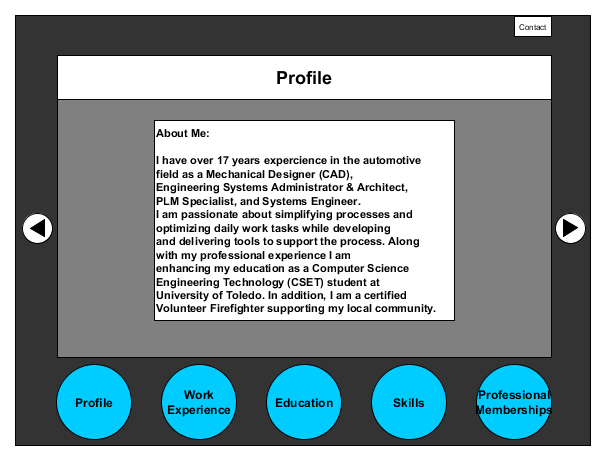 Contact
Profile
About Me:
I have over 17 years expercience in the automotive
field as a Mechanical Designer (CAD),
Engineering Systems Administrator & Architect,
PLM Specialist, and Systems Engineer.
I am passionate about simplifying processes and
optimizing daily work tasks while developing
and delivering tools to support the process. Along
with my professional experience I am
enhancing my education as a Computer Science
Engineering Technology (CSET) student at
University of Toledo. In addition, I am a certified
Volunteer Firefighter supporting my local community.
Profile
Work
Experience
Education
Skills
Professional
Memberships